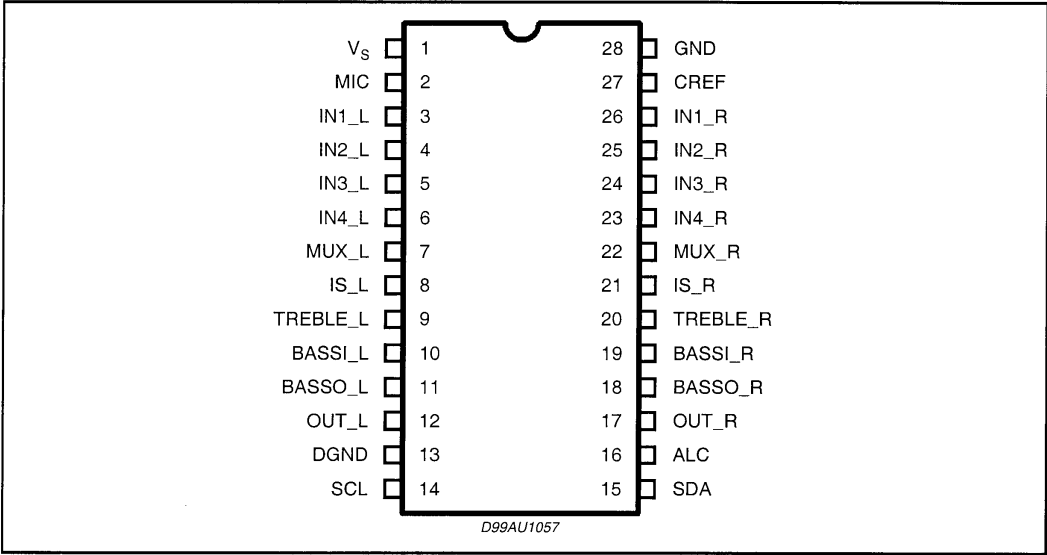 VS 1 28 GND
MIC 2 27 CREF
IN1_L 3 26 IN1_R
IN2_L 4 25 IN2_R
IN3_L 5 24 IN3_R
IN4_L 6 23 IN4_R
MUX_L 7 22 MUX_R
IS_L 8 21 IS_R
TREBLE_L 9 20 TREBLE_R
BASSI_L 10 19 BASSI_R
BASSO_L 11 18 BASSO_R
OUT_L 12 17 OUT_R
DGND 13 16 ALC
SCL 14 15 SDA
D99AU1057